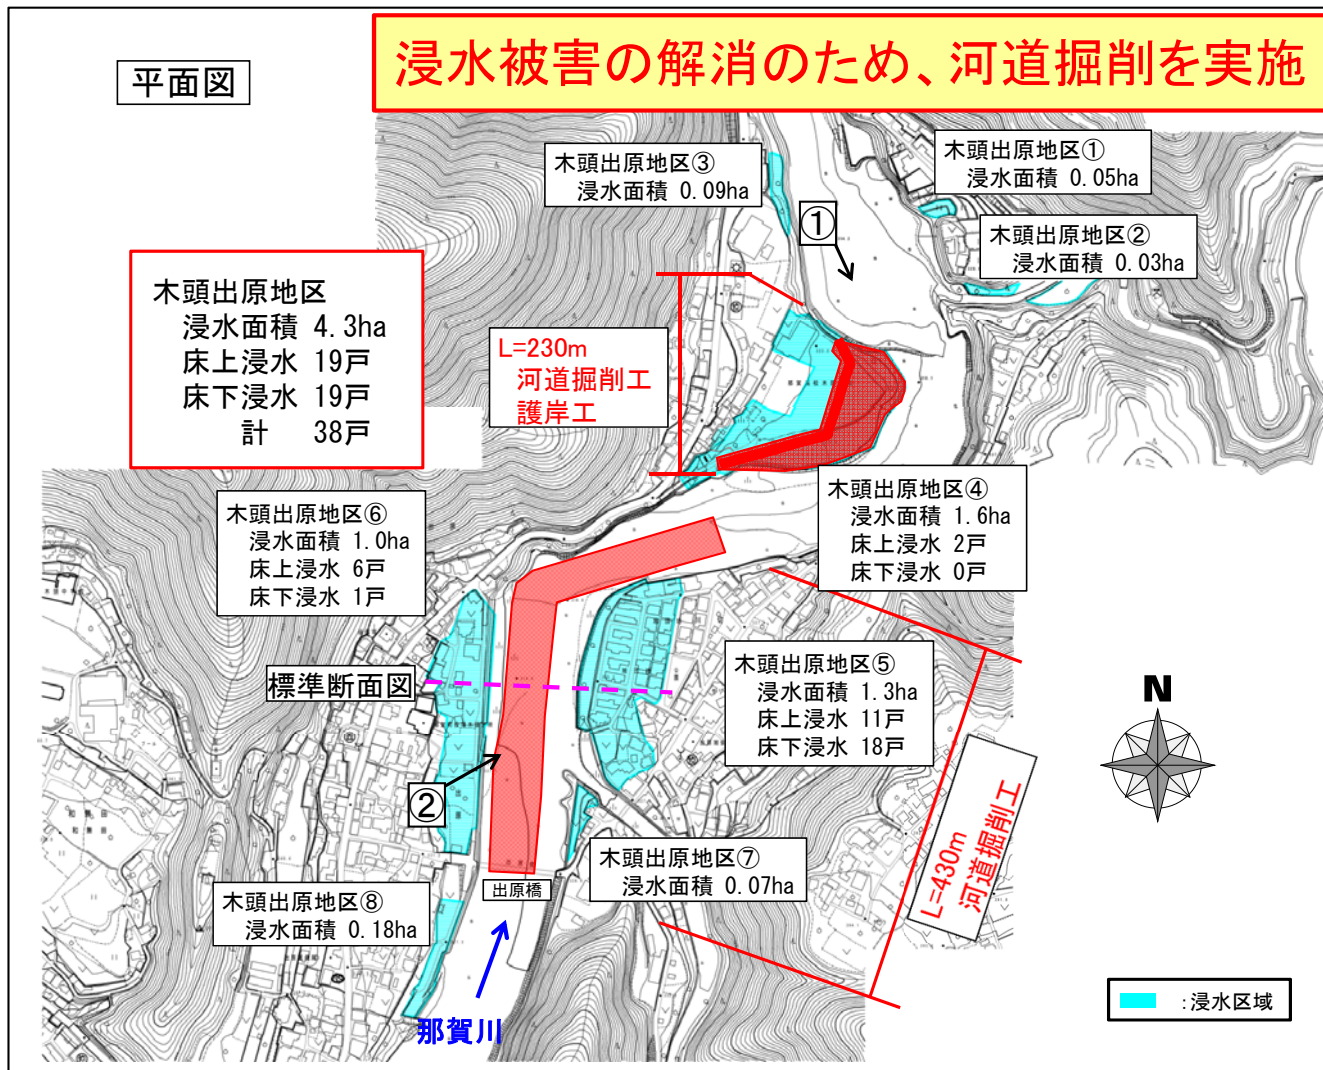 浸水被害の解消のため、河道掘削を実施
平面図
木頭出原地区③
浸水面積 0.09ha
木頭出原地区①
浸水面積 0.05ha
①
木頭出原地区②
浸水面積 0.03ha
木頭出原地区
浸水面積 4.3ha
床上浸水 19戸
床下浸水 19戸
計 38戸
L=230m
河道掘削工
護岸工
木頭出原地区④
浸水面積 1.6ha
床上浸水 2戸
床下浸水 0戸
木頭出原地区⑥
浸水面積 1.0ha
床上浸水 6戸
床下浸水 1戸
標準断面図
木頭出原地区⑤
浸水面積 1.3ha
床上浸水 11戸
床下浸水 18戸
N
L=430m
河道掘削工
②
木頭出原地区⑦
浸水面積 0.07ha
出原橋
木頭出原地区⑧
浸水面積 0.18ha
那賀川
:浸水区域